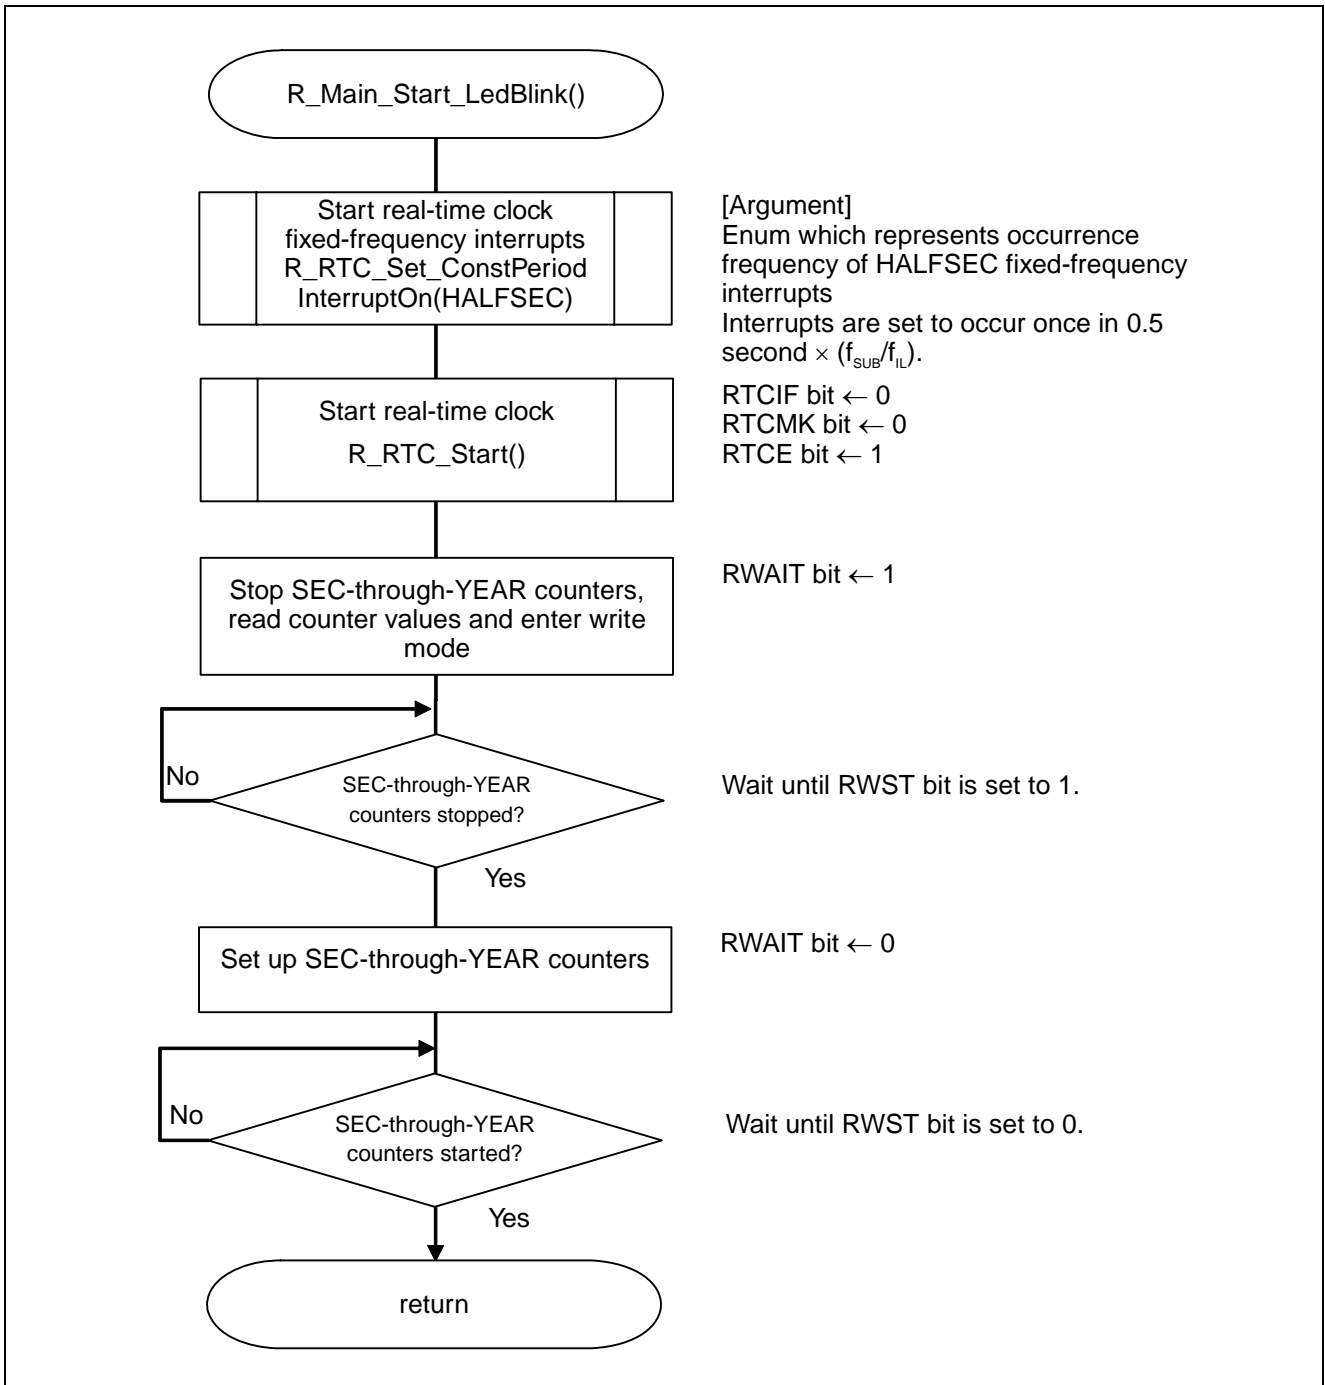 R_Main_Start_LedBlink()
Start real-time clock
fixed-frequency interrupts
R_RTC_Set_ConstPeriod
InterruptOn(HALFSEC)
[Argument]
Enum which represents occurrence
frequency of HALFSEC fixed-frequency
interrupts
Interrupts are set to occur once in 0.5
second × (fSUB/fIL).
Start real-time clock
R_RTC_Start()
RTCIF bit ← 0
RTCMK bit ← 0
RTCE bit ← 1
Stop SEC-through-YEAR counters,
read counter values and enter write
mode
RWAIT bit ← 1
No
SEC-through-YEAR
counters stopped?
Wait until RWST bit is set to 1.
Yes
Set up SEC-through-YEAR counters
RWAIT bit ← 0
No
SEC-through-YEAR
counters started?
Wait until RWST bit is set to 0.
Yes
return